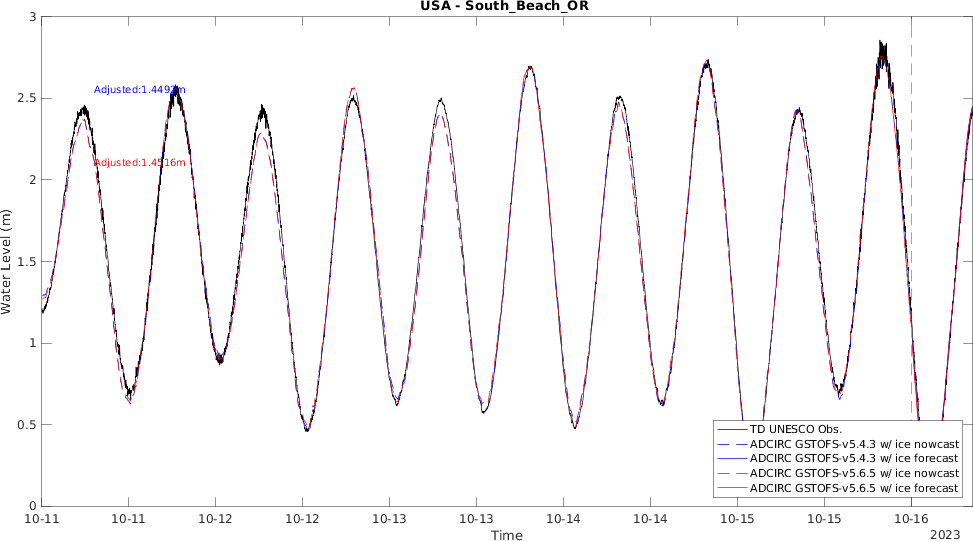 USA - South_Beach_OR
3
2.5
2
1.5
1
0.5
0
Water Level (m)
Adjusted:1.4492m
Adjusted:1.4516m
TD UNESCO Obs.
ADCIRC GSTOFS-v5.4.3 w/ ice nowcast
ADCIRC GSTOFS-v5.4.3 w/ ice forecast
ADCIRC GSTOFS-v5.6.5 w/ ice nowcast
ADCIRC GSTOFS-v5.6.5 w/ ice forecast
10-11 10-11 10-12 10-12 10-13 10-13 10-14 10-14 10-15 10-15 10-16
Time
2023